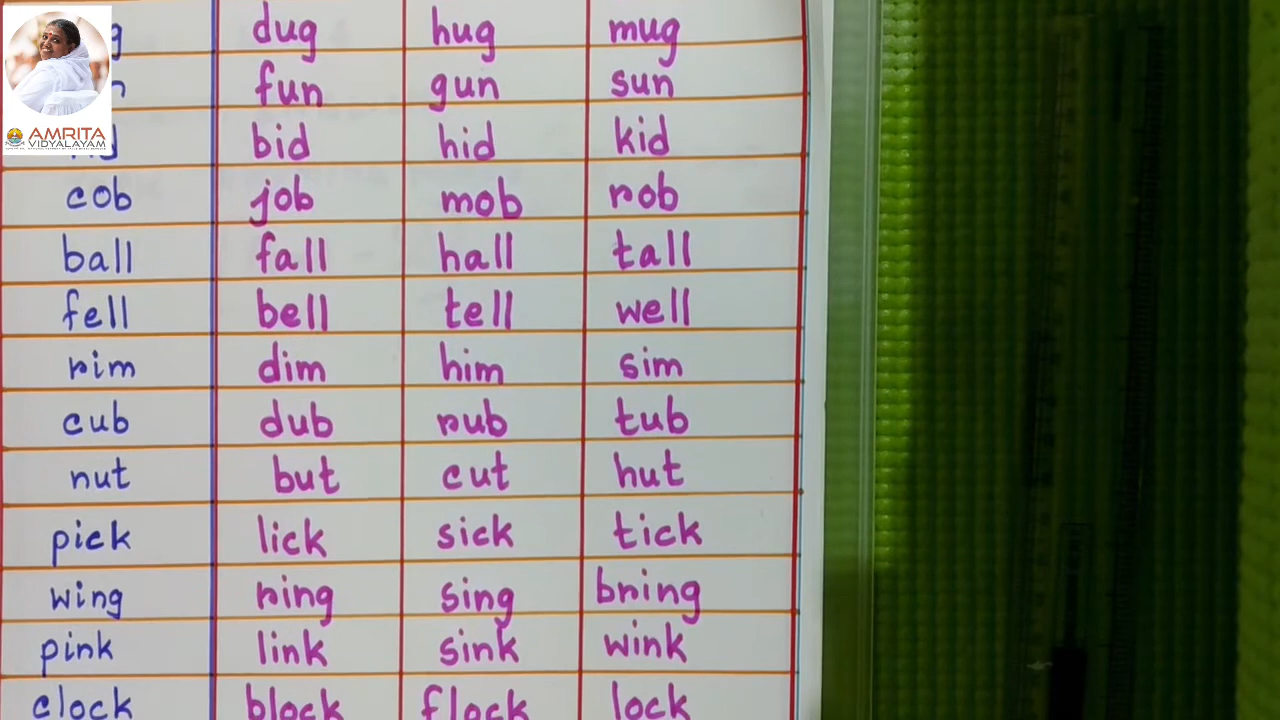 AMRITA
VIDYALAYAM
dug hug mug
fun gun sun
bid hid kid
cob job mob rob
ball fall hall tall
fell bell tell well
rim dim him sim
cub dub rub tub
nut but cut hut
pick lick sick tick
wing ring sing bring
pink link sink wink
clock block flock lock